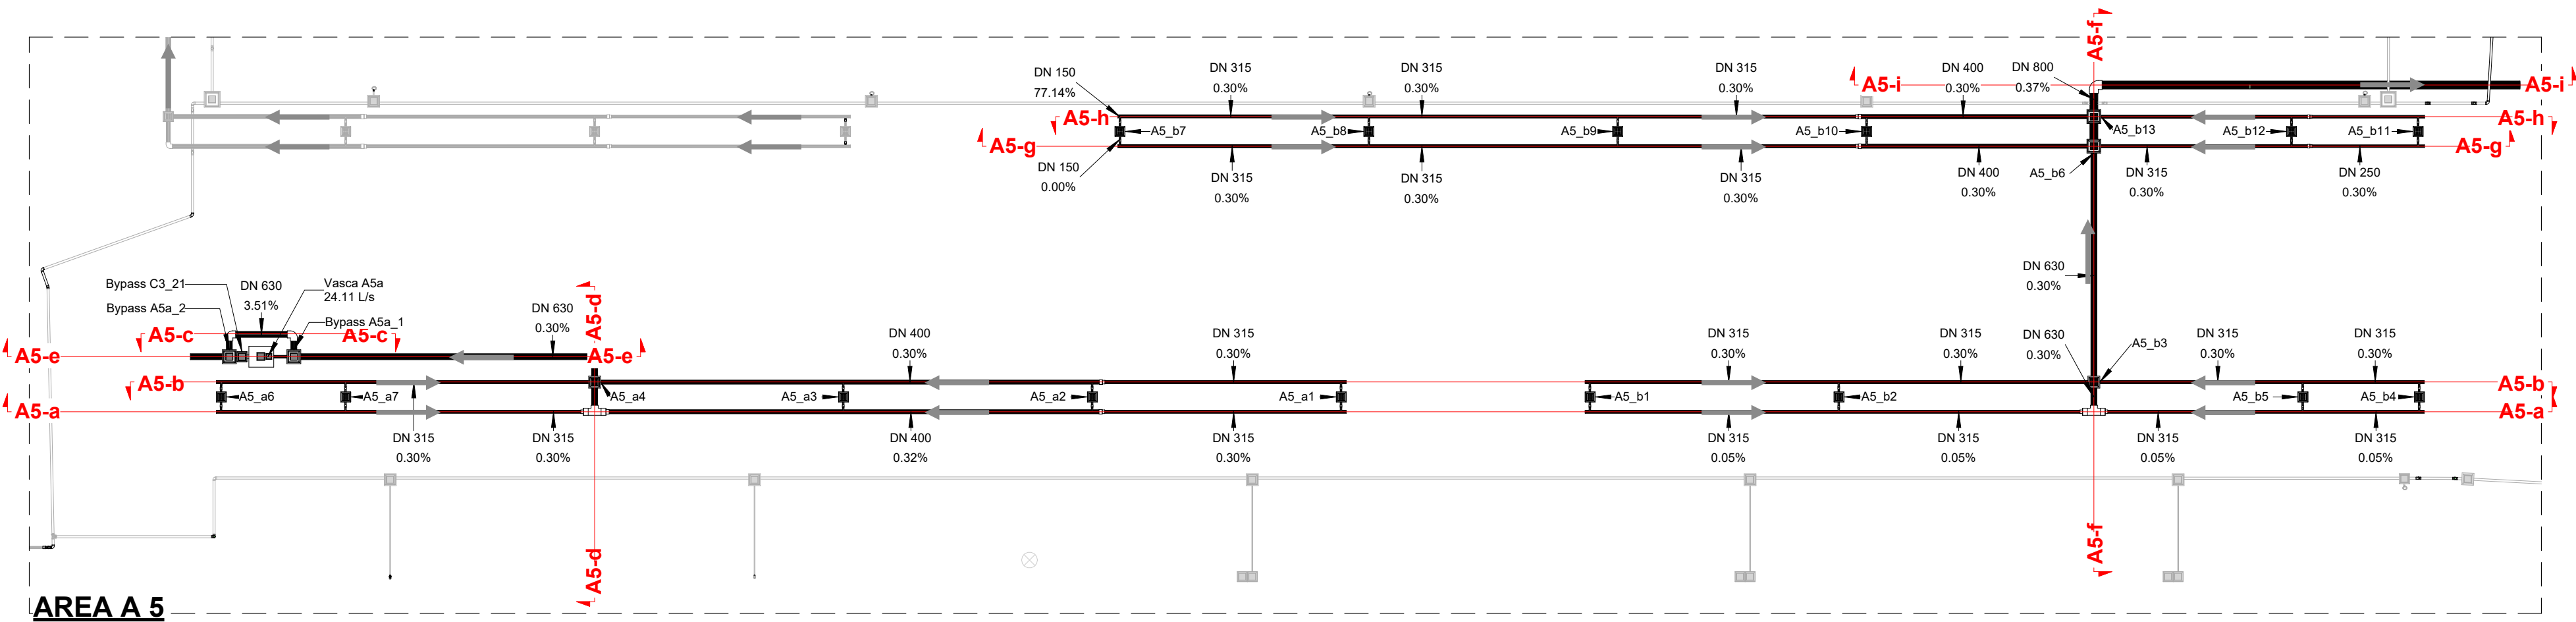 A5-f
DN 150
77.14%
DN 315
0.30%
DN 315
0.30%
DN 315
0.30%
A5-i
DN 400
0.30%
DN 800
0.37%
A5-i
A5-h
A5_b7
A5_b8
A5_b9
A5_b10
A5_b13
A5_b12
A5_b11
A5-h
A5-g
A5-g
DN 150
0.00%
DN 315
0.30%
DN 315
0.30%
DN 315
0.30%
DN 400
0.30%
A5_b6
DN 315
0.30%
DN 250
0.30%
DN 630
0.30%
Bypass C3_21
Bypass A5a_2
DN 630
3.51%
Vasca A5a
24.11 L/s
Bypass A5a_1
A5-c
A5-c
DN 630
0.30%
A5-d
A5-e
A5-e
DN 400
0.30%
DN 315
0.30%
DN 315
0.30%
DN 315
0.30%
DN 630
0.30%
A5_b3
DN 315
0.30%
DN 315
0.30%
A5-b
A5-b
A5_a6
A5_a7
A5_a4
A5_a3
A5_a2
A5_a1
A5_b1
A5_b2
A5_b5
A5_b4
A5-a
A5-a
DN 315
0.30%
DN 315
0.30%
DN 400
0.32%
DN 315
0.30%
DN 315
0.05%
DN 315
0.05%
DN 315
0.05%
DN 315
0.05%
A5-d
A5-f
AREA A 5